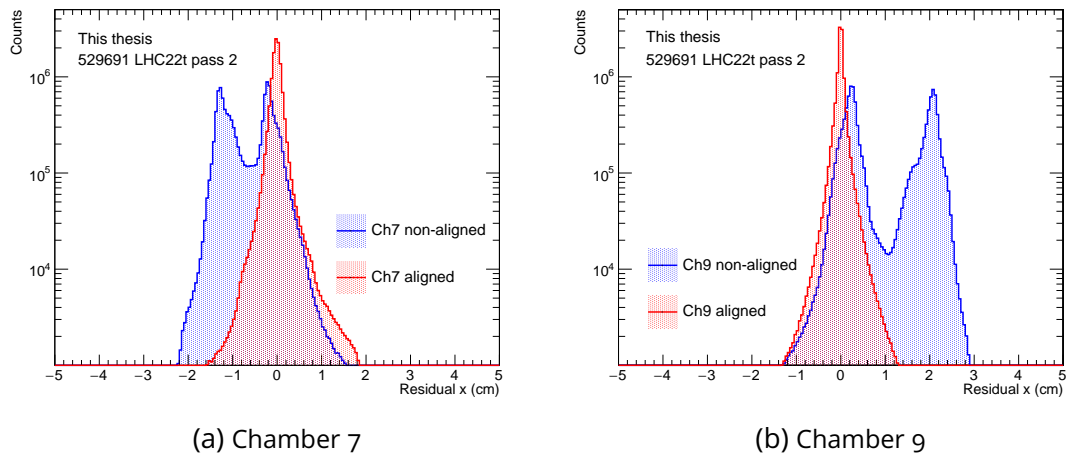 Counts
This thesis
529691 LHC22t pass 2
10⁶
10⁵
10⁴
Ch7 non-aligned
Ch7 aligned
−5 −4 −3 −2 −1 0 1 2 3 4 5
Residual x (cm)
(a) Chamber 7
Counts
This thesis
529691 LHC22t pass 2
10⁶
10⁵
10⁴
Ch9 non-aligned
Ch9 aligned
−5 −4 −3 −2 −1 0 1 2 3 4 5
Residual x (cm)
(b) Chamber 9